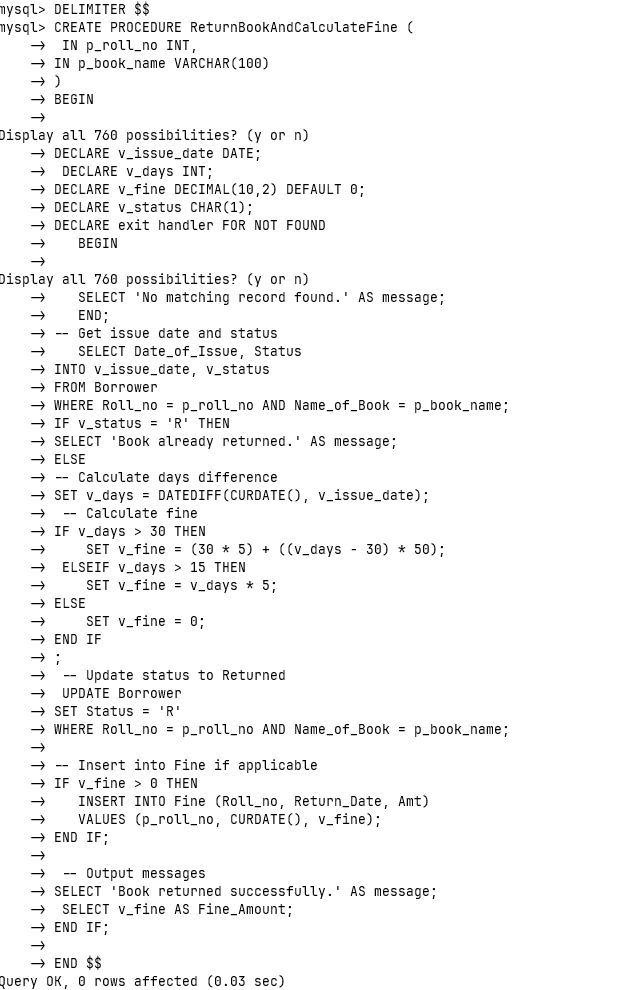 mysql> DELIMITER $$
mysql> CREATE PROCEDURE ReturnBookAndCalculateFine (
    ->  IN p_roll_no INT,
    -> IN p_book_name VARCHAR(100)
    -> )
    -> BEGIN
    ->
Display all 760 possibilities? (y or n)
    -> DECLARE v_issue_date DATE;
    ->  DECLARE v_days INT;
    -> DECLARE v_fine DECIMAL(10,2) DEFAULT 0;
    -> DECLARE v_status CHAR(1);
    -> DECLARE exit handler FOR NOT FOUND
    ->    BEGIN
    ->
Display all 760 possibilities? (y or n)
    ->    SELECT 'No matching record found.' AS message;
    ->    END;
    -> -- Get issue date and status
    ->    SELECT Date_of_Issue, Status
    -> INTO v_issue_date, v_status
    -> FROM Borrower
    -> WHERE Roll_no = p_roll_no AND Name_of_Book = p_book_name;
    -> IF v_status = 'R' THEN
    -> SELECT 'Book already returned.' AS message;
    -> ELSE
    -> -- Calculate days difference
    -> SET v_days = DATEDIFF(CURDATE(), v_issue_date);
    ->  -- Calculate fine
    -> IF v_days > 30 THEN
    ->     SET v_fine = (30 * 5) + ((v_days - 30) * 50);
    ->  ELSEIF v_days > 15 THEN
    ->     SET v_fine = v_days * 5;
    -> ELSE
    ->     SET v_fine = 0;
    -> END IF
    -> ;
    ->  -- Update status to Returned
    ->  UPDATE Borrower
    -> SET Status = 'R'
    -> WHERE Roll_no = p_roll_no AND Name_of_Book = p_book_name;
    ->
    -> -- Insert into Fine if applicable
    -> IF v_fine > 0 THEN
    ->    INSERT INTO Fine (Roll_no, Return_Date, Amt)
    ->    VALUES (p_roll_no, CURDATE(), v_fine);
    -> END IF;
    ->
    ->  -- Output messages
    -> SELECT 'Book returned successfully.' AS message;
    ->  SELECT v_fine AS Fine_Amount;
    -> END IF;
    ->
    -> END $$
Query OK, 0 rows affected (0.03 sec)